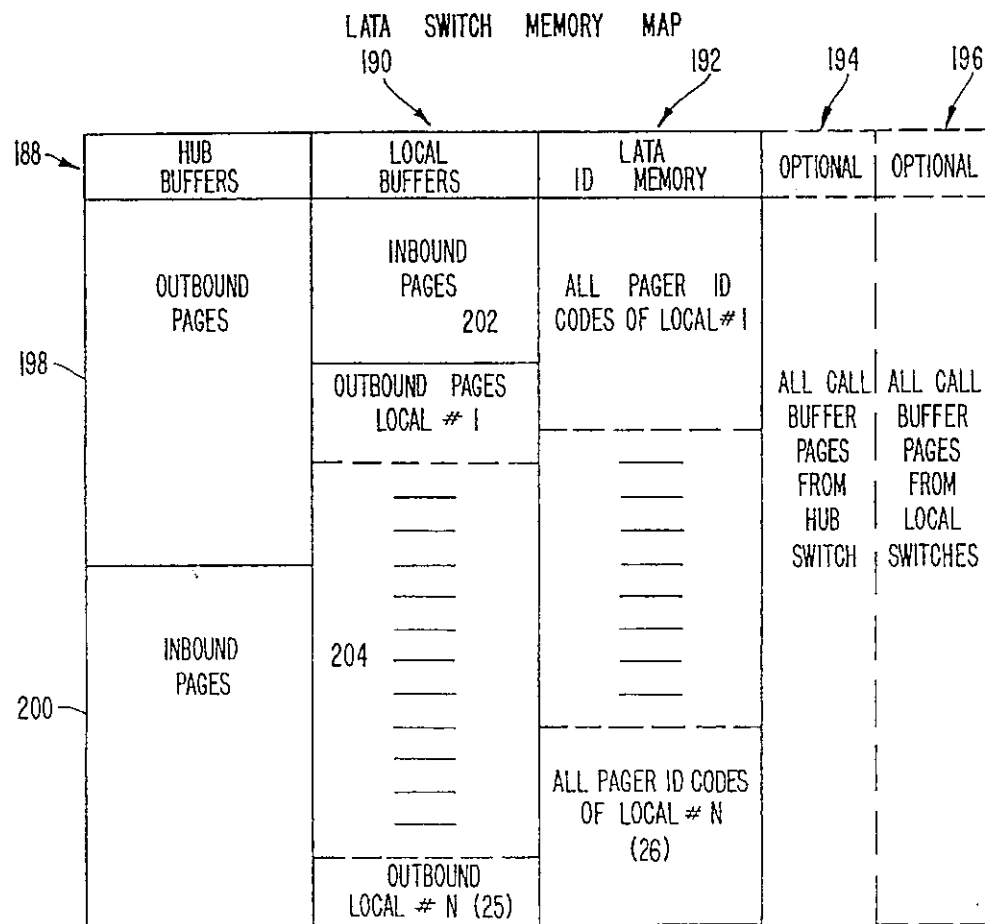 LATA SWITCH MEMORY MAP
190
192
194
196
188
HUB
BUFFERS
LOCAL
BUFFERS
LATA
ID MEMORY
OPTIONAL
OPTIONAL
OUTBOUND
PAGES
198
INBOUND
PAGES
200
INBOUND
PAGES
202
OUTBOUND PAGES
LOCAL # 1
204
OUTBOUND
LOCAL # N (25)
ALL PAGER ID
CODES OF LOCAL # 1
ALL PAGER ID CODES
OF LOCAL # N
(26)
ALL CALL
BUFFER
PAGES
FROM
HUB
SWITCH
ALL CALL
BUFFER
PAGES
FROM
LOCAL
SWITCHES